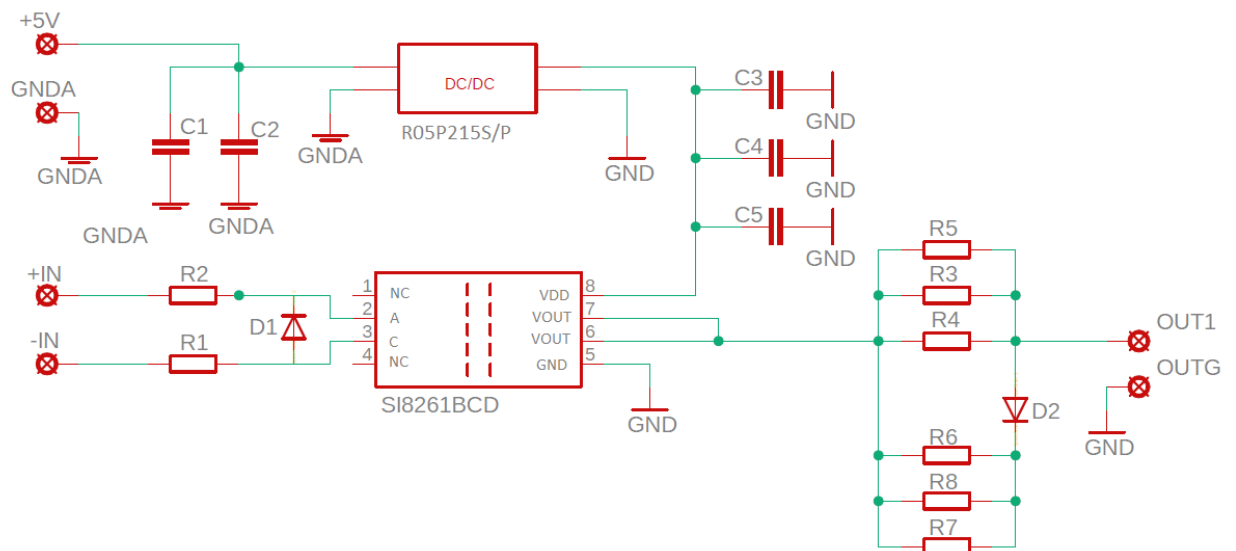 +5V
GNDA
GNDA
C1
C2
GNDA
GNDA
DC/DC
R05P215S/P
GNDA
GND
C3
GND
C4
GND
C5
GND
+IN
R2
-IN
R1
D1
1
NC
2
A
3
C
4
NC
VDD
8
VOUT
7
VOUT
6
GND
5
SI8261BCD
GND
R5
R3
R4
OUT1
OUTG
D2
GND
R6
R8
R7